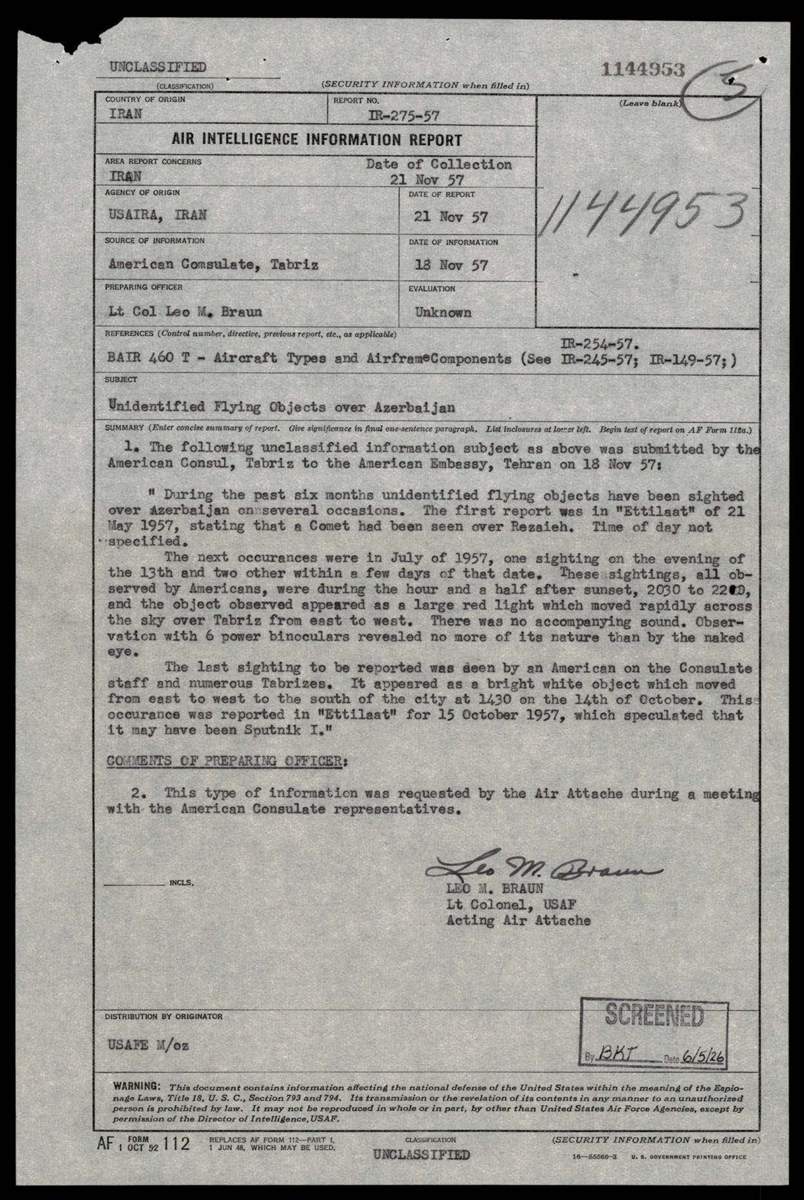 UNCLASSIFIED
(CLASSIFICATION)
(SECURITY INFORMATION when filled in)
1144953
5
COUNTRY OF ORIGIN
IRAN
REPORT NO.
IR-275-57
(Leave blank)
AIR INTELLIGENCE INFORMATION REPORT
AREA REPORT CONCERNS
IRAN
Date of Collection
21 Nov 57
AGENCY OF ORIGIN
USAIRA, IRAN
DATE OF REPORT
21 Nov 57
1144953
SOURCE OF INFORMATION
American Comsulate, Tabriz
DATE OF INFORMATION
18 Nov 57
PREPARING OFFICER
Lt Col Leo M. Braun
EVALUATION
Unknown
REFERENCES (Control number, directive, previous report, etc., as applicable)
IR-254-57.
BAIR 460 T - Aircraft Types and AirframeComponents (See IR-245-57; IR-149-57;)
SUBJECT
Unidentified Flying Objects over Azerbaijan
SUMMARY (Enter concise summary of report. Give significance in final one-sentence paragraph. List inclosures at lower left. Begin text of report on AF Form 112a.)
1. The following unclassified information subject as above was submitted by the
American Consul, Tabriz to the American Embassy, Tehran on 18 Nov 57:
" During the past six months unidentified flying objects have been sighted
over Azerbaijan on several occasions. The first report was in "Ettilaat" of 21
May 1957, stating that a Comet had been seen over Rezaieh. Time of day not
specified.
The next occurances were in July of 1957, one sighting on the evening of
the 13th and two other within a few days of that date. These sightings, all ob-
served by Americans, were during the hour and a half after sunset, 2030 to 2200,
and the object observed appeared as a large red light which moved rapidly across
the sky over Tabriz from east to west. There was no accompanying sound. Obser-
vation with 6 power binoculars revealed no more of its nature than by the naked
eye.
The last sighting to be reported was seen by an American on the Consulate
staff and numerous Tabrizes. It appeared as a bright white object which moved
from east to west to the south of the city at 1430 on the 14th of October. This
occurance was reported in "Ettilaat" for 15 October 1957, which speculated that
it may have been Sputnik I."
COMMENTS OF PREPARING OFFICER:
2. This type of information was requested by the Air Attache during a meeting
with the American Consulate representatives.
Leo M. Braun
INCLS.
LEO M. BRAUN
Lt Colonel, USAF
Acting Air Attache
DISTRIBUTION BY ORIGINATOR
USAFE M/oz
SCREENED
By BKT Date 6/5/26
WARNING: This document contains information affecting the national defense of the United States within the meaning of the Espio-
nage Laws, Title 18, U. S. C., Section 793 and 794. Its transmission or the revelation of its contents in any manner to an unauthorized
person is prohibited by law. It may not be reproduced in whole or in part, by other than United States Air Force Agencies, except by
permission of the Director of Intelligence, USAF.
AF FORM 1 OCT 52 112
REPLACES AF FORM 112—PART I,
1 JUN 48, WHICH MAY BE USED.
CLASSIFICATION
UNCLASSIFIED
(SECURITY INFORMATION when filled in)
16—55560-3 U. S. GOVERNMENT PRINTING OFFICE